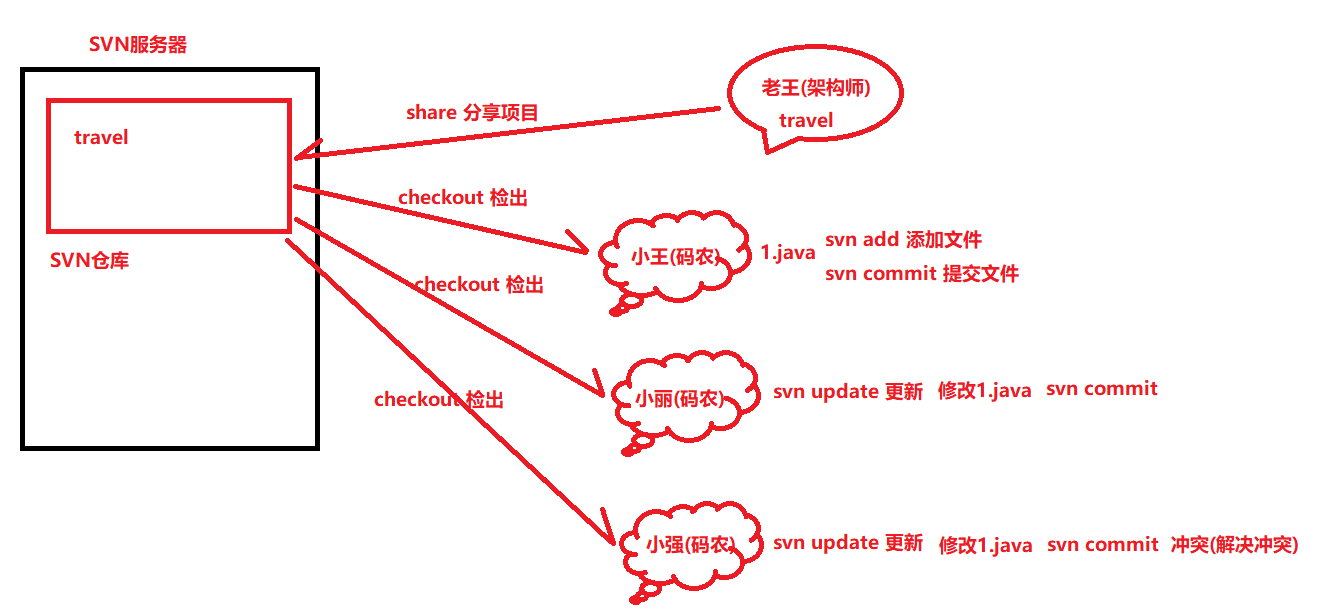 SVN服务器
老王(架构师)
travel
share 分享项目
travel
checkout 检出
SVN仓库
小王(码农)
1.java
svn add 添加文件
svn commit 提交文件
checkout 检出
小丽(码农)
svn update 更新 修改1.java svn commit
checkout 检出
小强(码农)
svn update 更新 修改1.java svn commit 冲突(解决冲突)